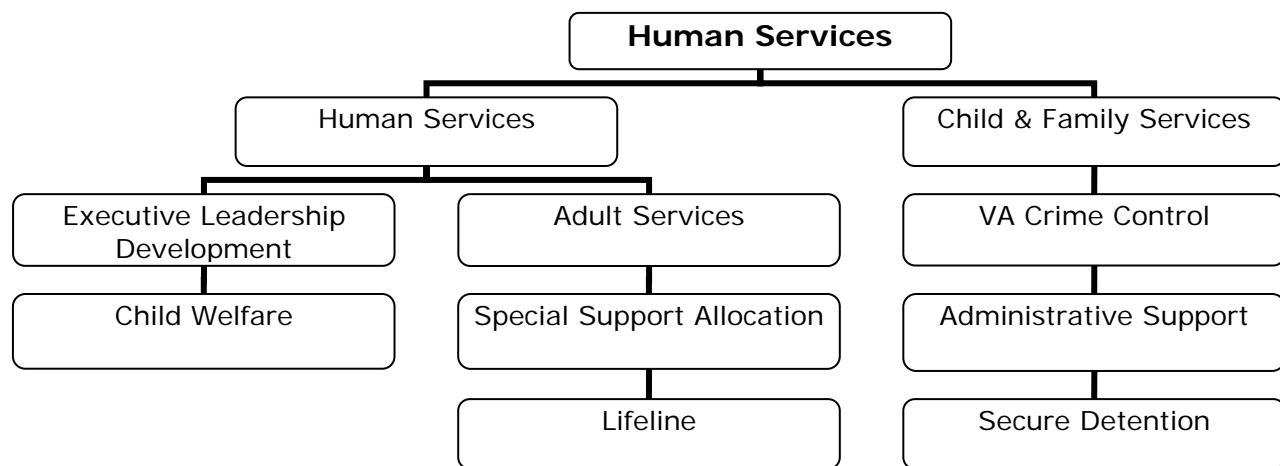 Human Services
Human Services
Child & Family Services
Executive Leadership
Development
Adult Services
VA Crime Control
Child Welfare
Special Support Allocation
Administrative Support
Lifeline
Secure Detention